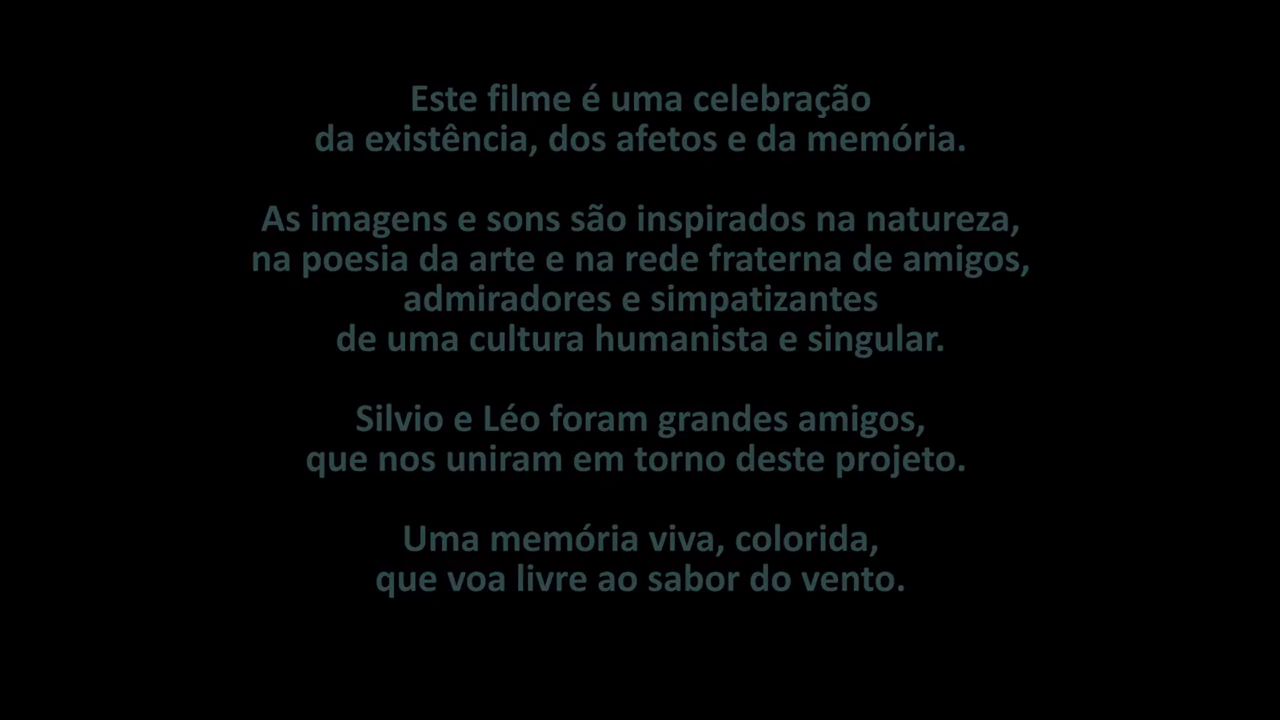 Este filme é uma celebração
da existência, dos afetos e da memória.
As imagens e sons são inspirados na natureza,
na poesia da arte e na rede fraterna de amigos,
admiradores e simpatizantes
de uma cultura humanista e singular.
Silvio e Léo foram grandes amigos,
que nos uniram em torno deste projeto.
Uma memória viva, colorida,
que voa livre ao sabor do vento.